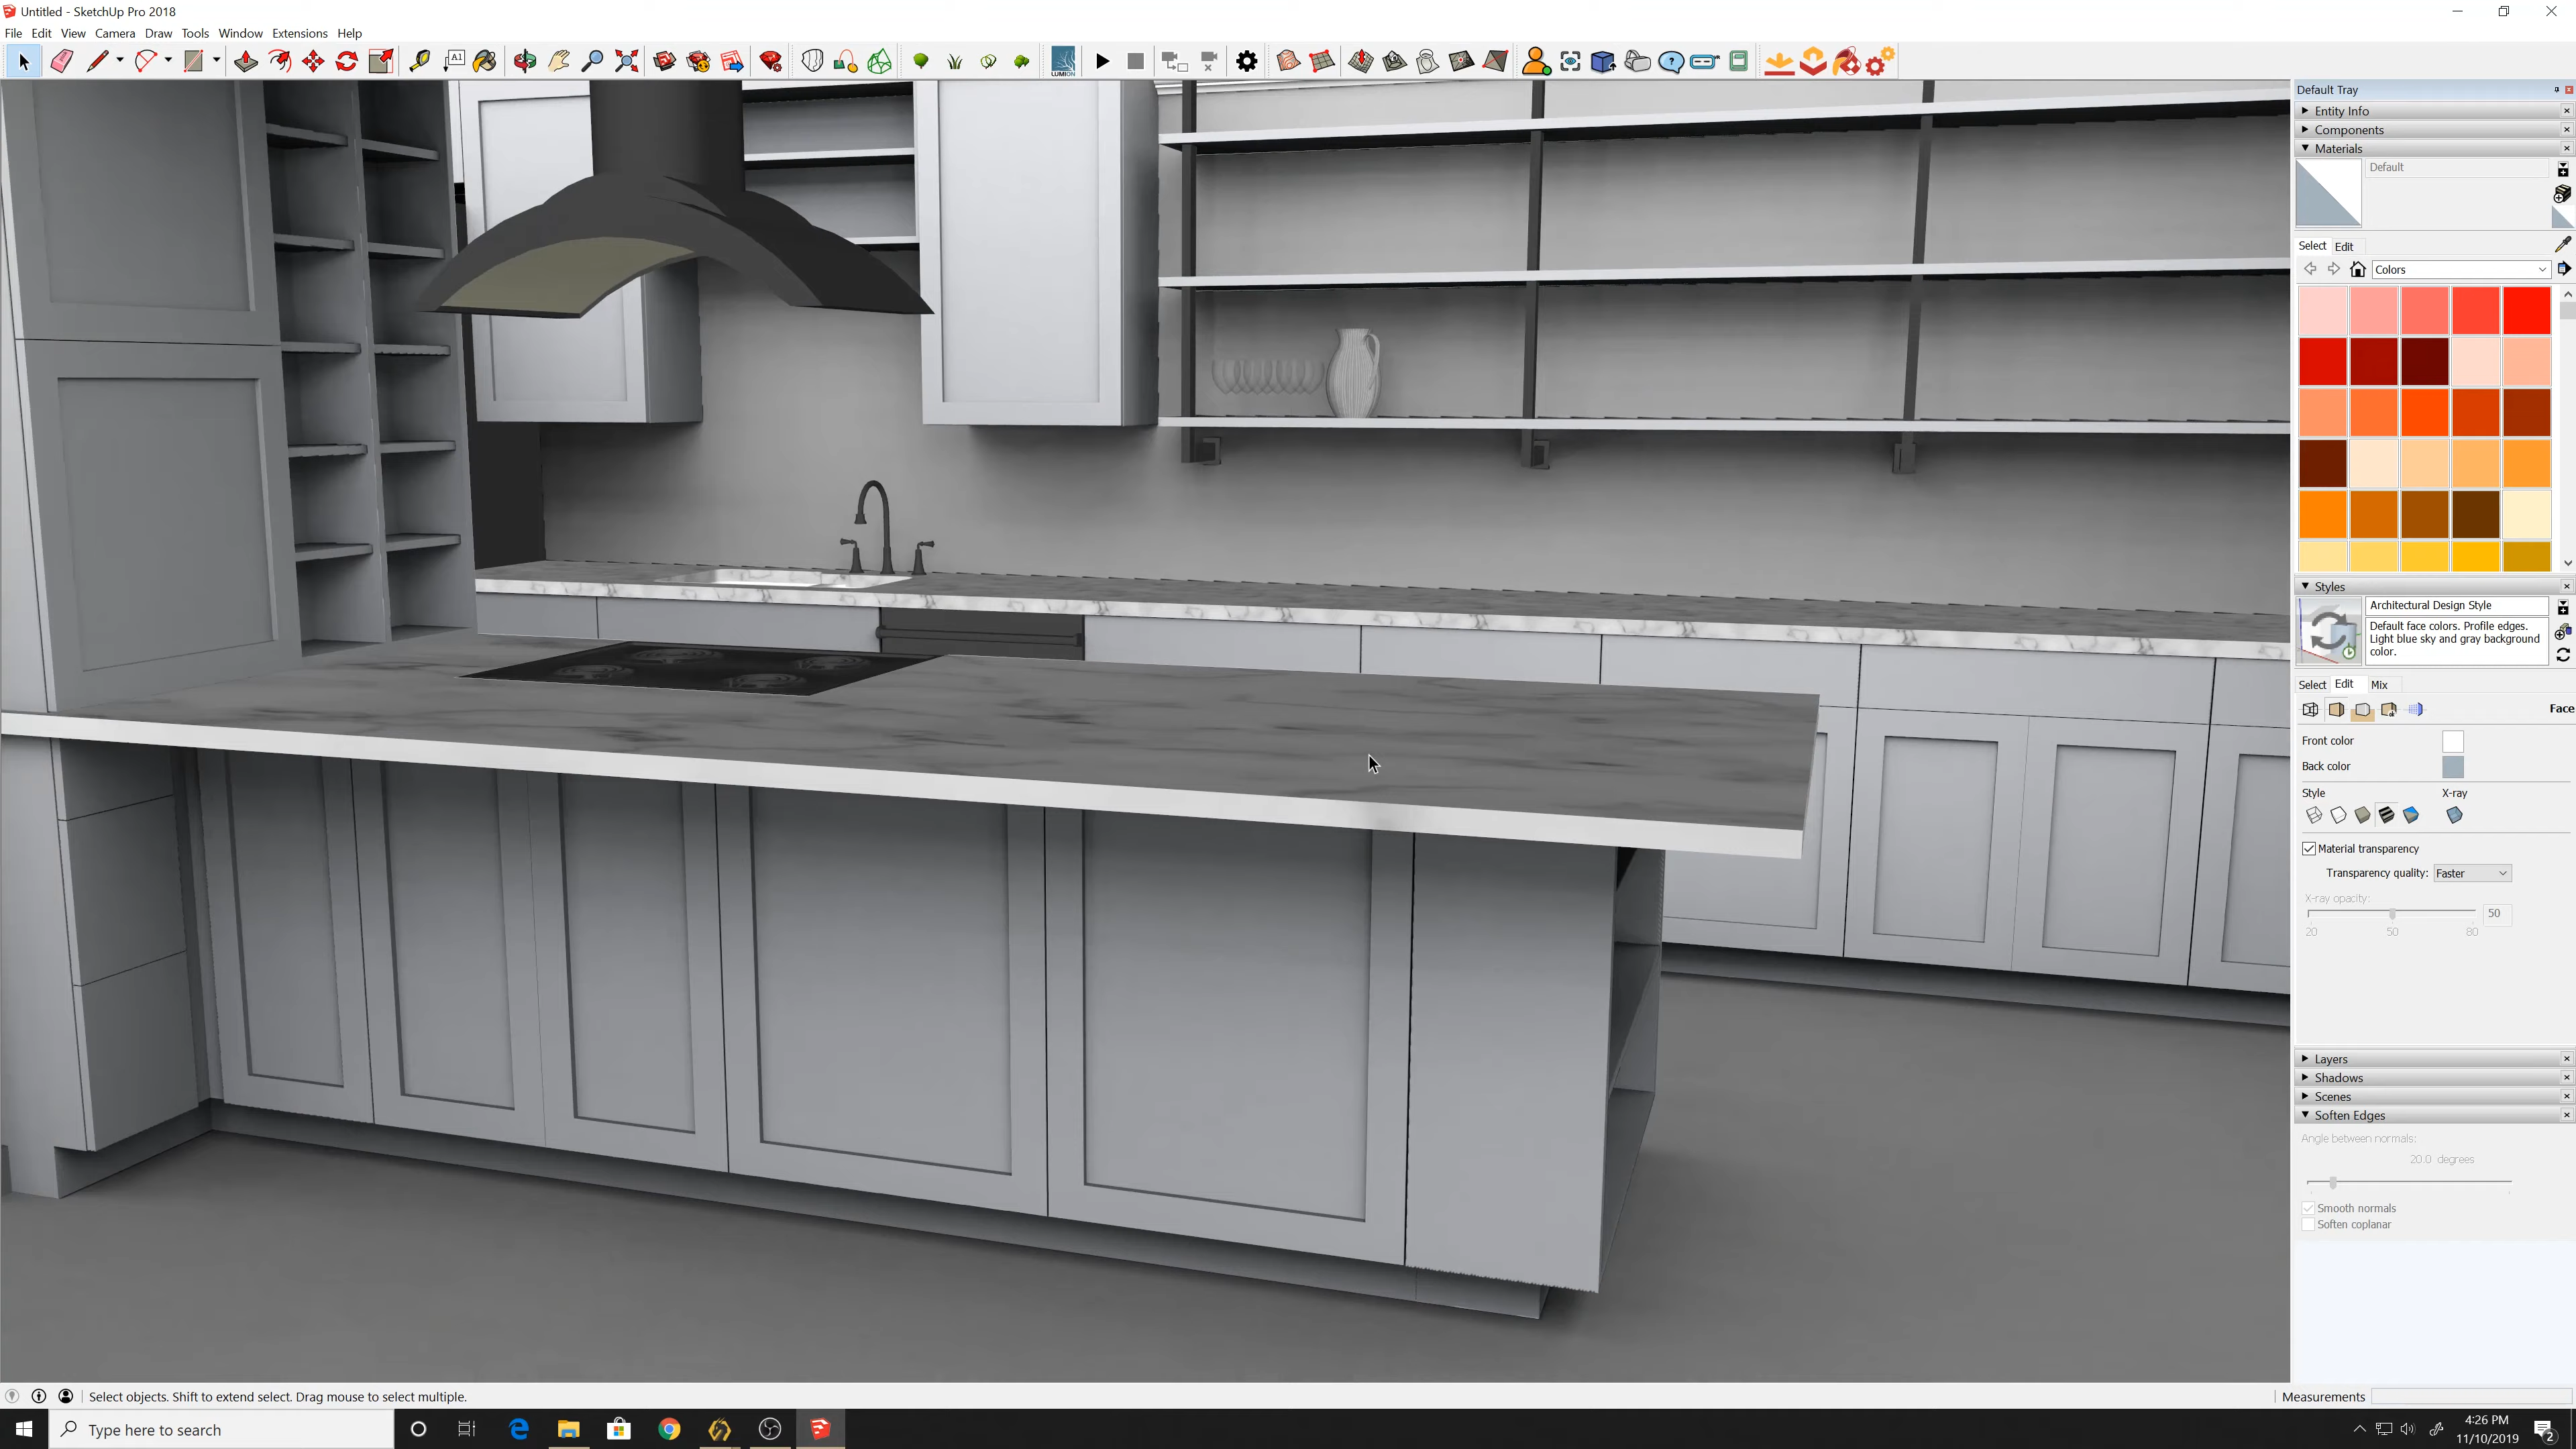 Untitled - SketchUp Pro 2018
File Edit View Camera Draw Tools Window Extensions Help
A1
LUMION
Default Tray
Entity Info
Components
Materials
Default
Select Edit
Colors
Styles
Architectural Design Style
Default face colors. Profile edges.
Light blue sky and gray background
color.
Select Edit Mix
Face
Front color
Back color
Style X-ray
Material transparency
Transparency quality: Faster
X-ray opacity:
50
20 50 80
Layers
Shadows
Scenes
Soften Edges
Angle between normals:
20.0 degrees
Smooth normals
Soften coplanar
Select objects. Shift to extend select. Drag mouse to select multiple.
Measurements
Type here to search
4:26 PM
11/10/2019
2